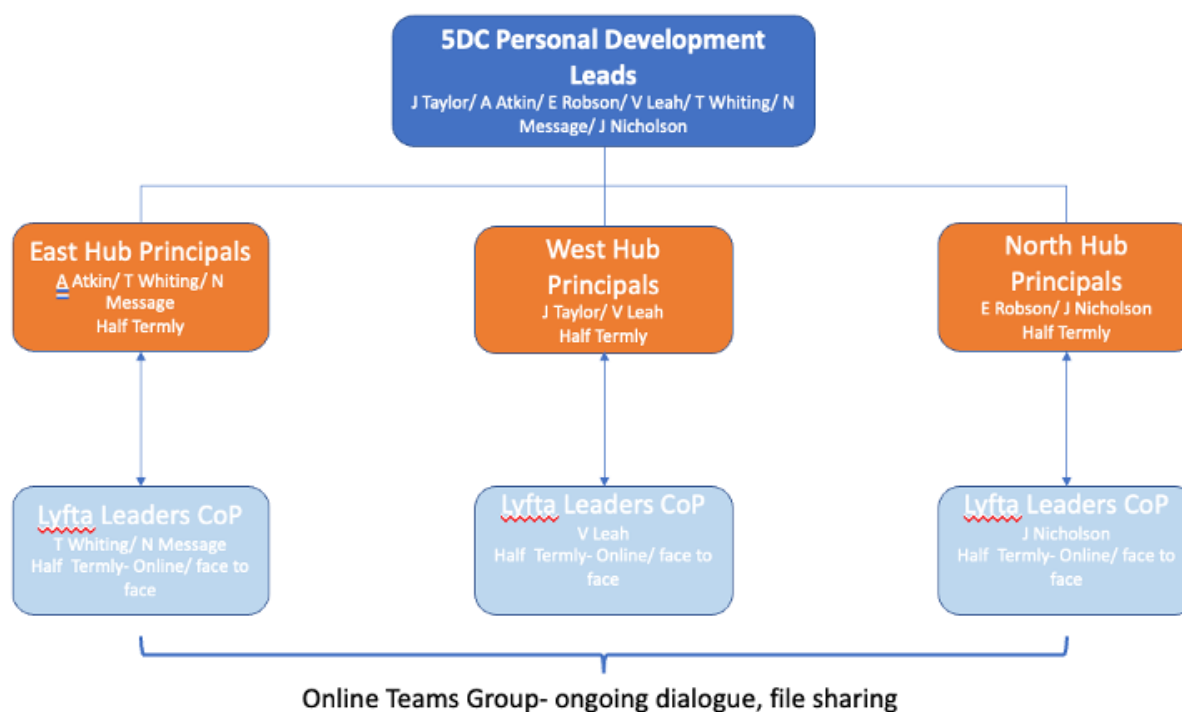 5DC Personal Development
Leads
J Taylor/ A Atkin/ E Robson/ V Leah/ T Whiting/ N
Message/ J Nicholson
East Hub Principals
A Atkin/ T Whiting/ N
Message
Half Termly
West Hub
Principals
J Taylor/ V Leah
Half Termly
North Hub
Principals
E Robson/ J Nicholson
Half Termly
Lyfta Leaders CoP
T Whiting/ N Message
Half  Termly- Online/ face to
face
Lyfta Leaders CoP
V Leah
Half  Termly- Online/ face to
face
Lyfta Leaders CoP
J Nicholson
Half  Termly- Online/ face to
face
Online Teams Group- ongoing dialogue, file sharing